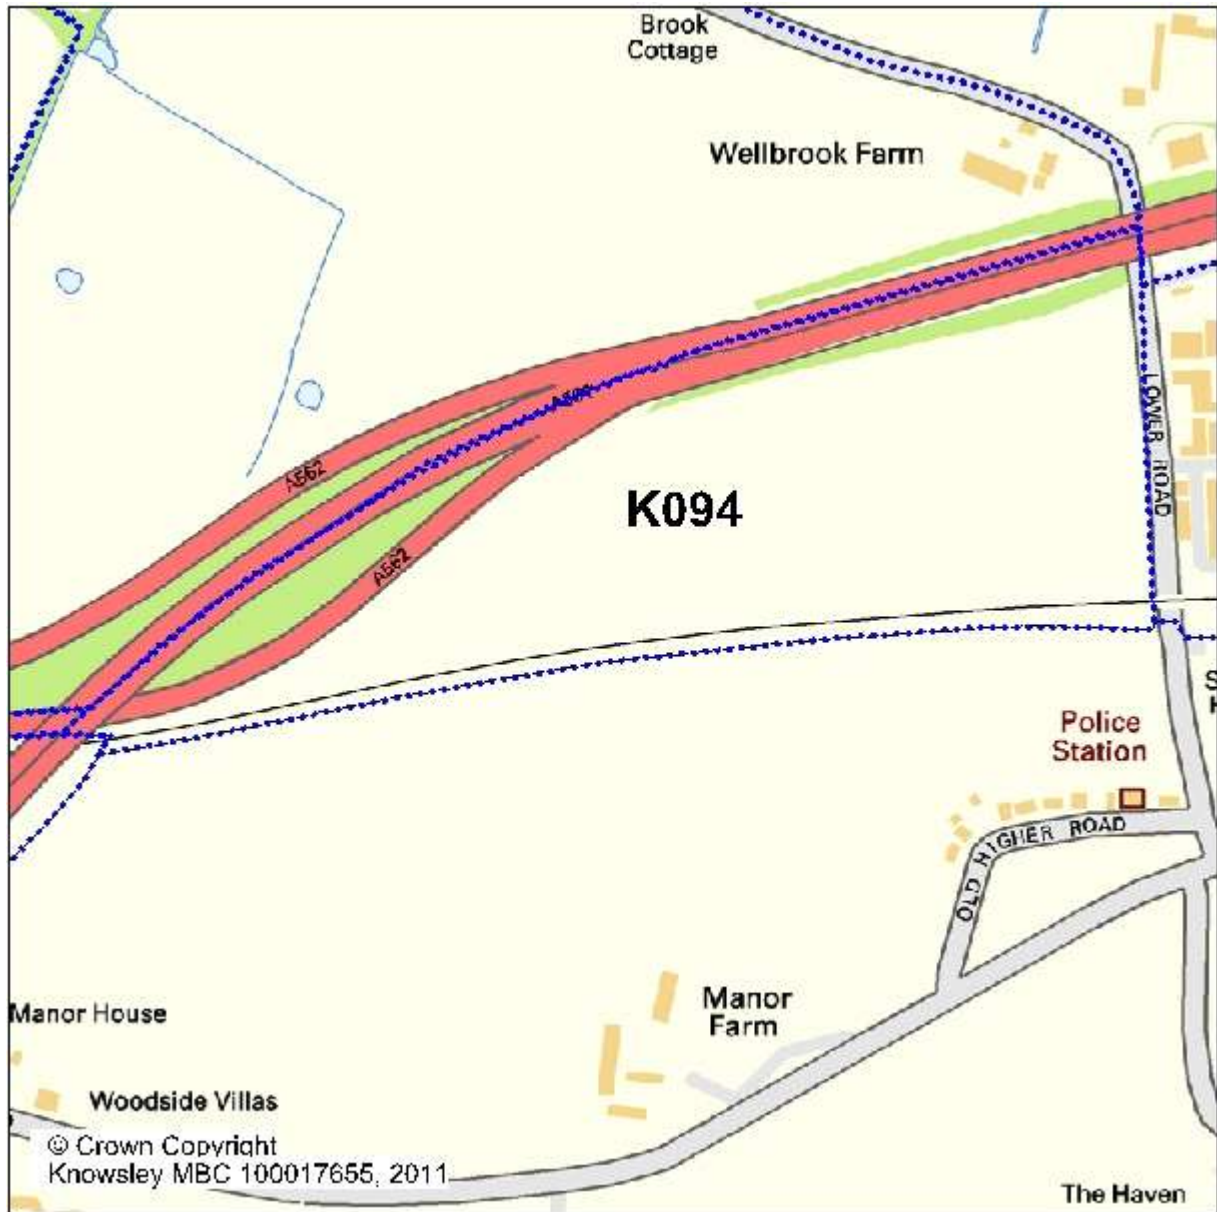 Brook
Cottage
Wellbrook Farm
A562
LOWER ROAD
A562
K094
A562
Police
Station
OLD HIGHER ROAD
Manor
Farm
Manor House
Woodside Villas
© Crown Copyright
Knowsley MBC 100017655, 2011
The Haven